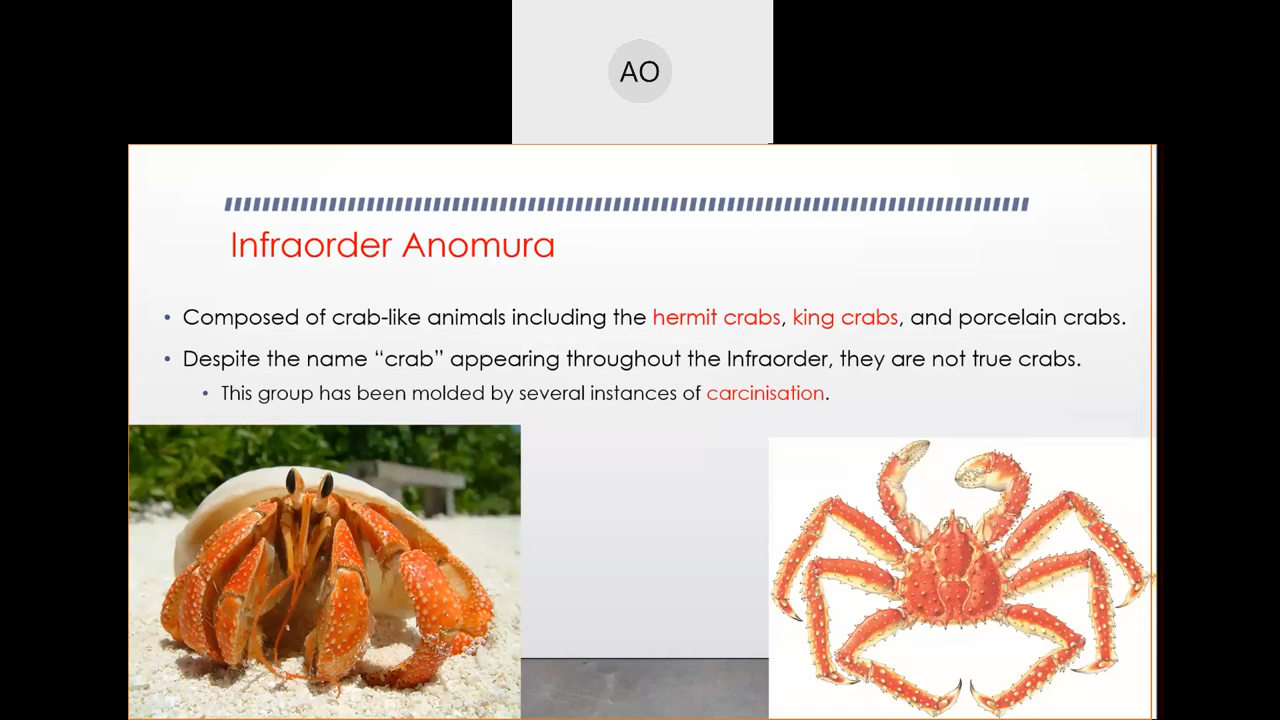 AO
Infraorder Anomura
• Composed of crab-like animals including the hermit crabs, king crabs, and porcelain crabs.
• Despite the name “crab” appearing throughout the Infraorder, they are not true crabs.
• This group has been molded by several instances of carcinisation.